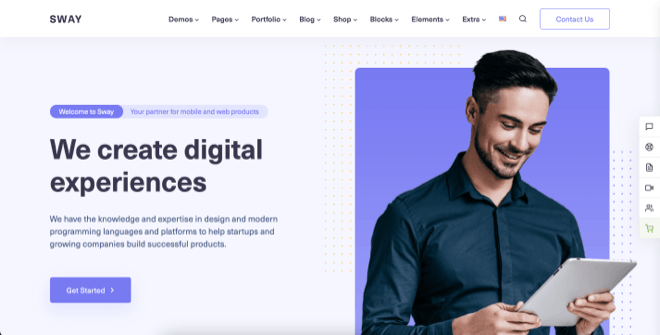 SWAY
Demos Pages Portfolio Blog Shop Blocks Elements Extra Contact Us
Welcome to Sway Your partner for mobile and web products
We create digital
experiences
We have the knowledge and expertise in design and modern
programming languages and platforms to help startups and
growing companies build successful products.
Get Started